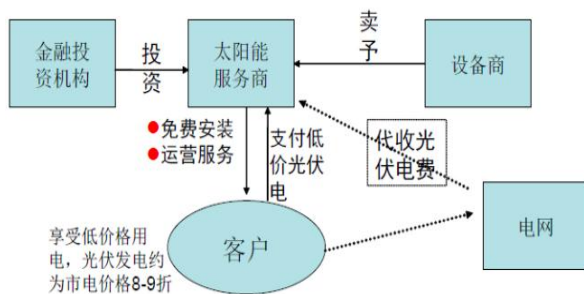 金融投
资机构
投
资
太阳能
服务商
卖
予
设备商
免费安装
运营服务
支付低
价光伏
电
代收光
伏电费
电网
客户
享受低价格用
电，光伏发电约
为市电价格8-9折